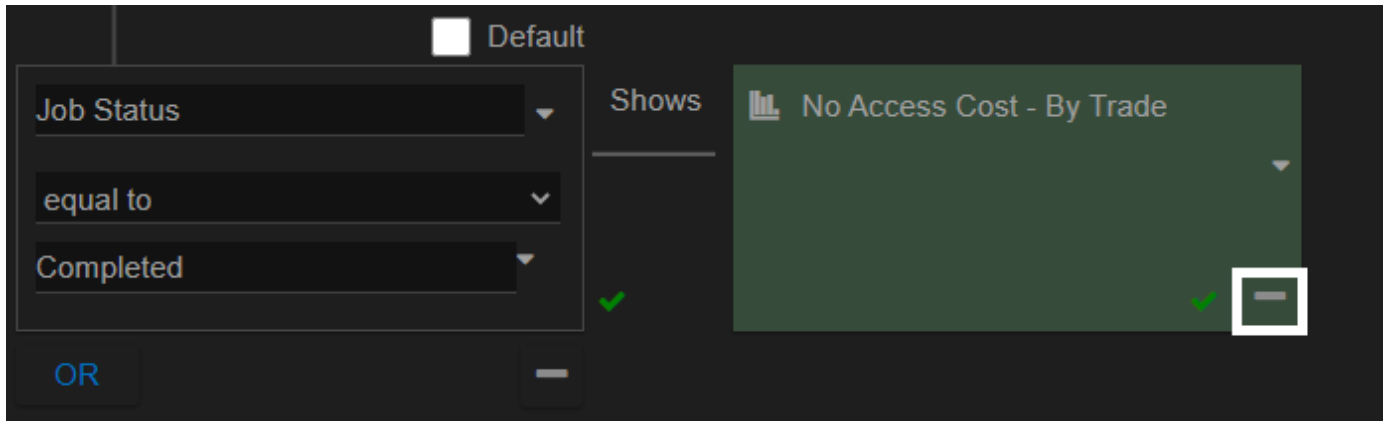 Default
Job Status
Shows
No Access Cost - By Trade
equal to
Completed
OR